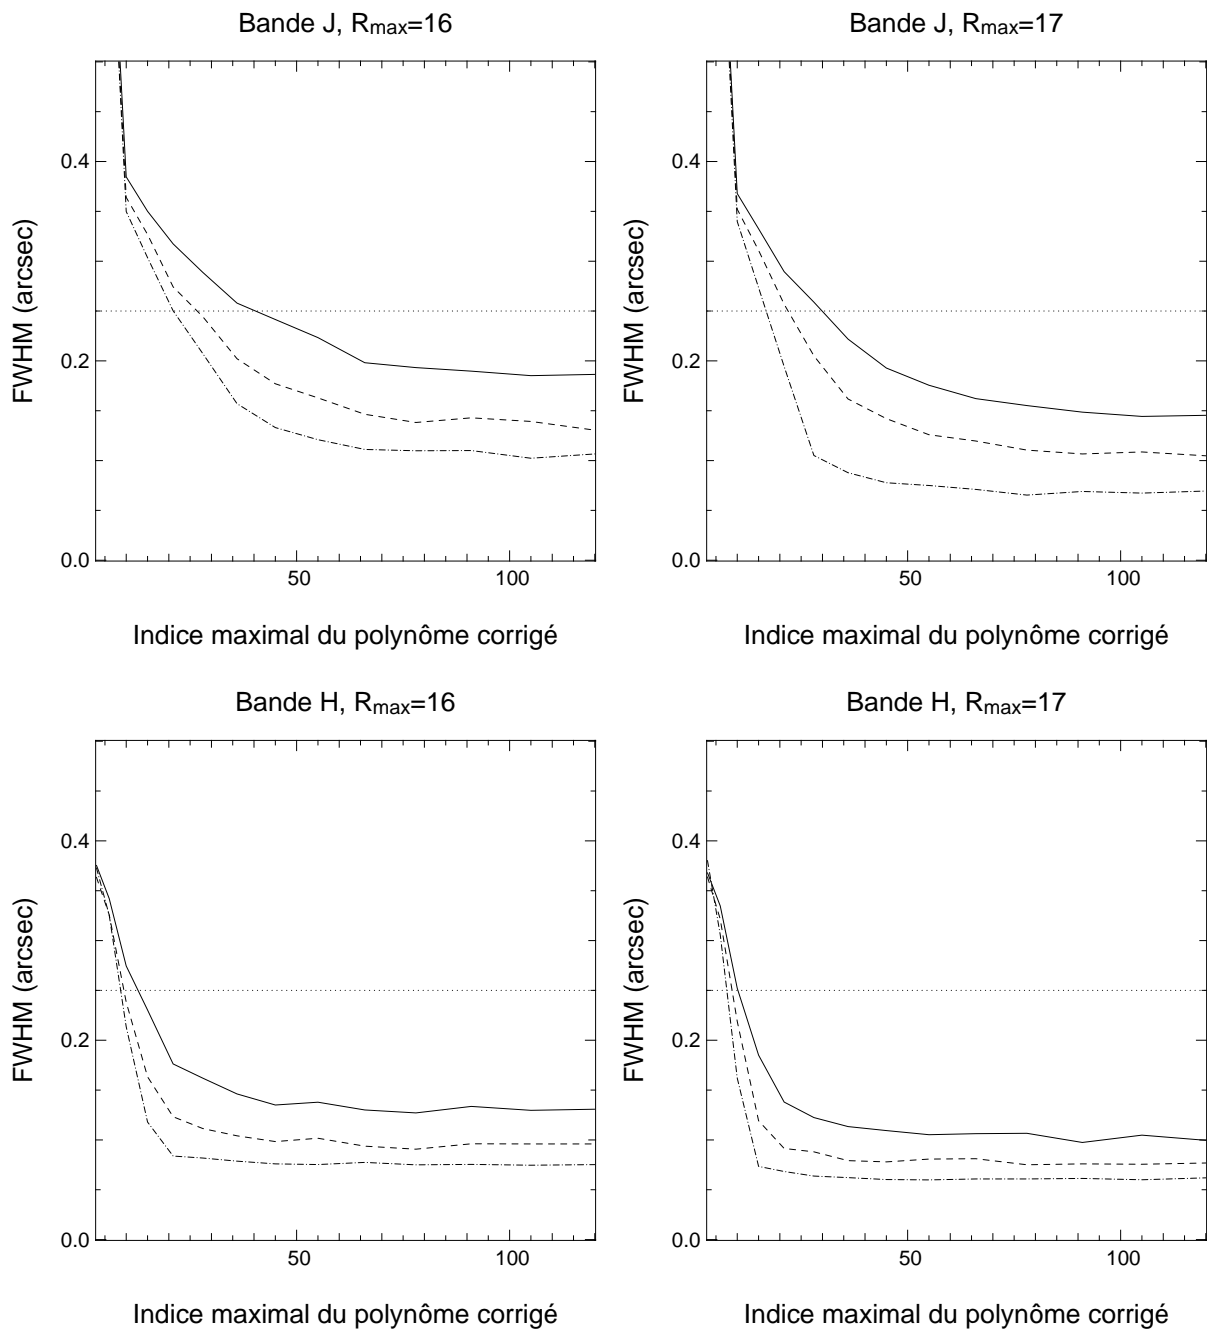 Bande J, Rmax=16
FWHM (arcsec)
0.4
0.2
0.0
50
100
Indice maximal du polynôme corrigé
Bande J, Rmax=17
FWHM (arcsec)
0.4
0.2
0.0
50
100
Indice maximal du polynôme corrigé
Bande H, Rmax=16
FWHM (arcsec)
0.4
0.2
0.0
50
100
Indice maximal du polynôme corrigé
Bande H, Rmax=17
FWHM (arcsec)
0.4
0.2
0.0
50
100
Indice maximal du polynôme corrigé